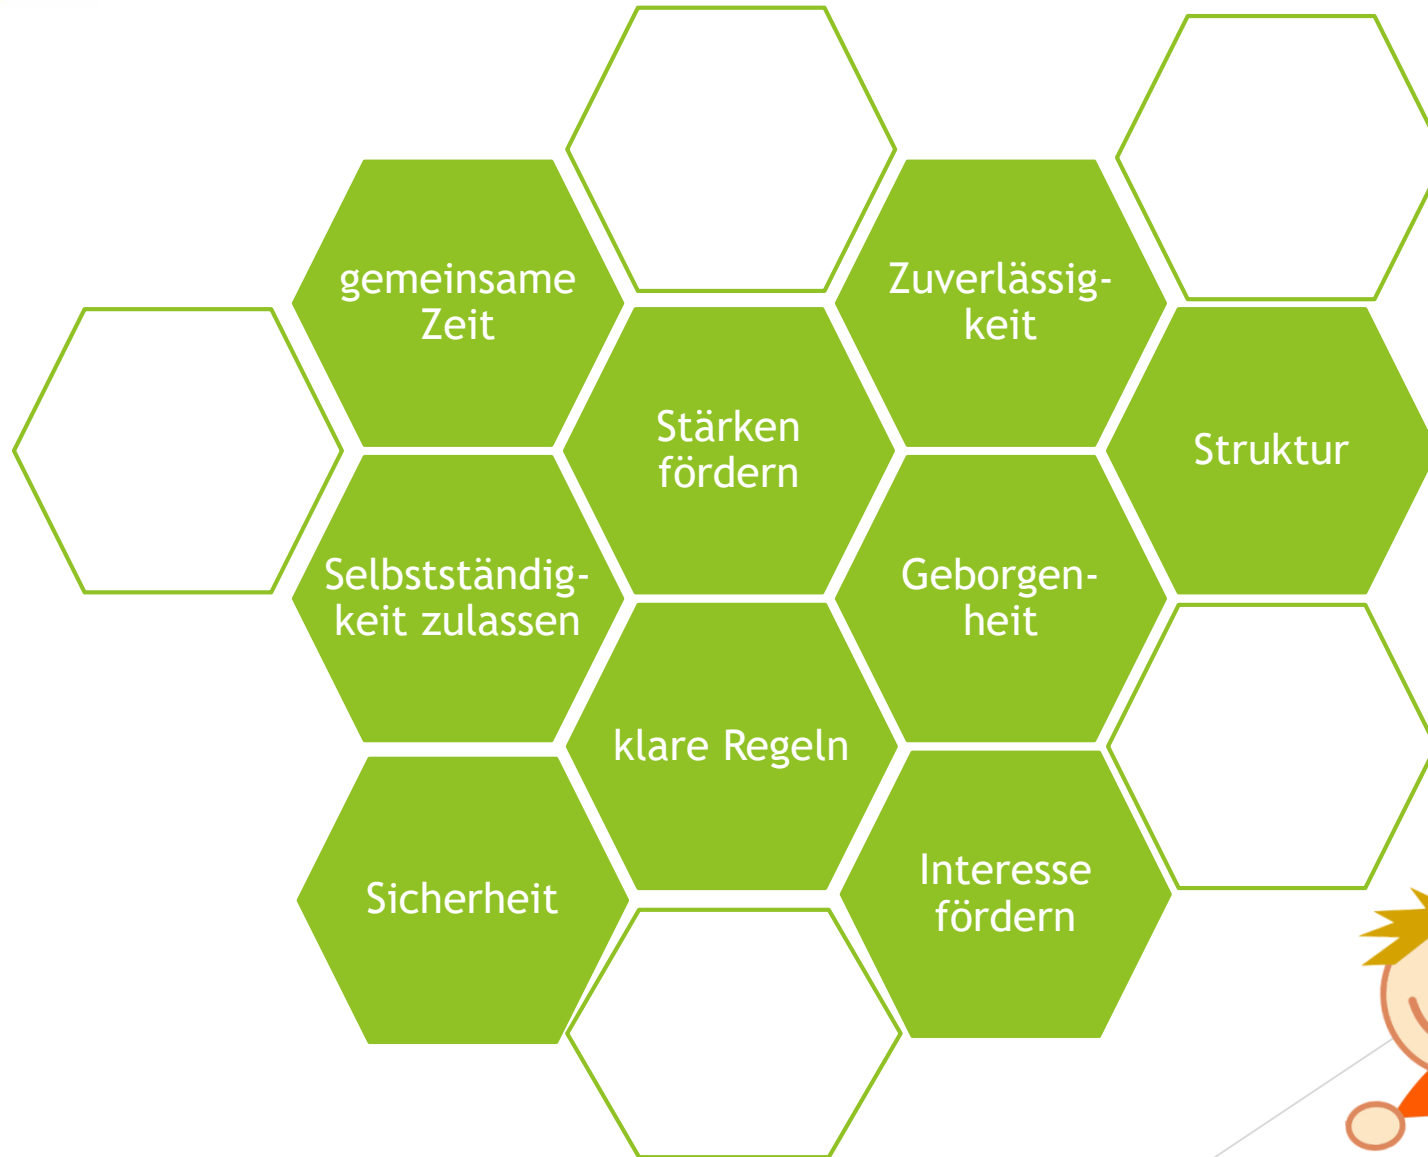 gemeinsame
Zeit
Zuverlässig-
keit
Stärken
fördern
Struktur
Selbstständig-
keit zulassen
Geborgen-
heit
klare Regeln
Sicherheit
Interesse
fördern